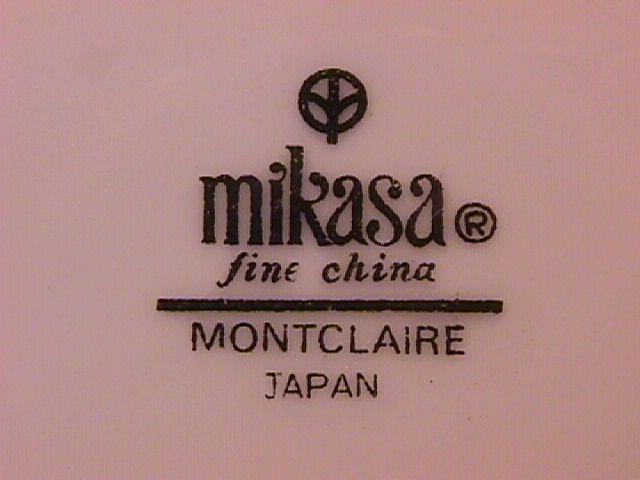 mikasa®
fine china
MONTCLAIRE
JAPAN